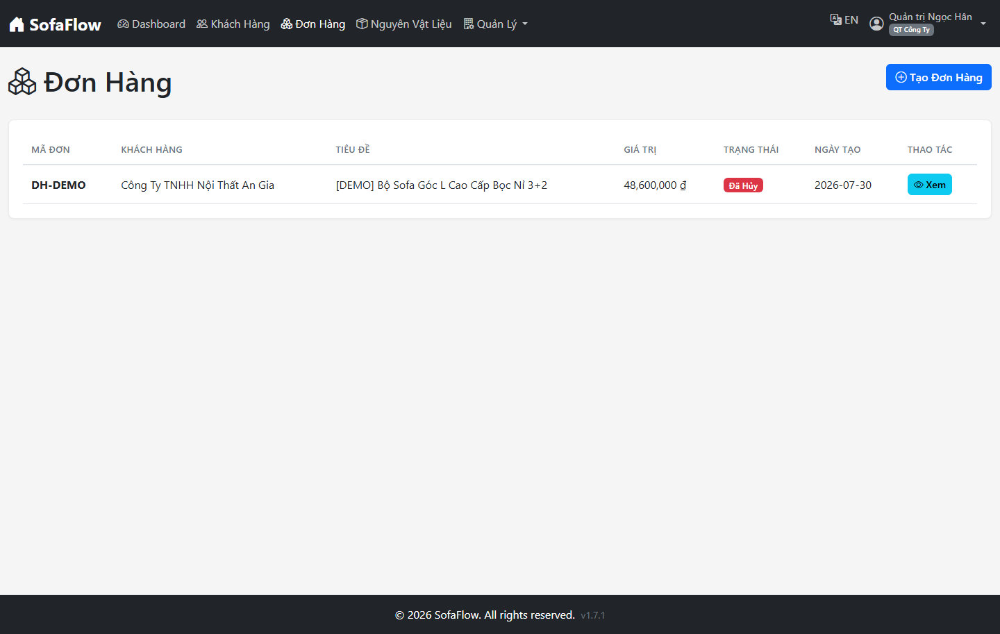 SofaFlow Dashboard Khách Hàng Đơn Hàng Nguyên Vật Liệu Quản Lý EN Quản trị Ngọc Hân
QT Công Ty
Đơn Hàng
Tạo Đơn Hàng
MÃ ĐƠN KHÁCH HÀNG TIÊU ĐỀ GIÁ TRỊ TRẠNG THÁI NGÀY TẠO THAO TÁC
DH-DEMO Công Ty TNHH Nội Thất An Gia [DEMO] Bộ Sofa Góc L Cao Cấp Bọc Nỉ 3+2 48,600,000 ₫ Đã Hủy 2026-07-30 Xem
© 2026 SofaFlow. All rights reserved. v1.7.1